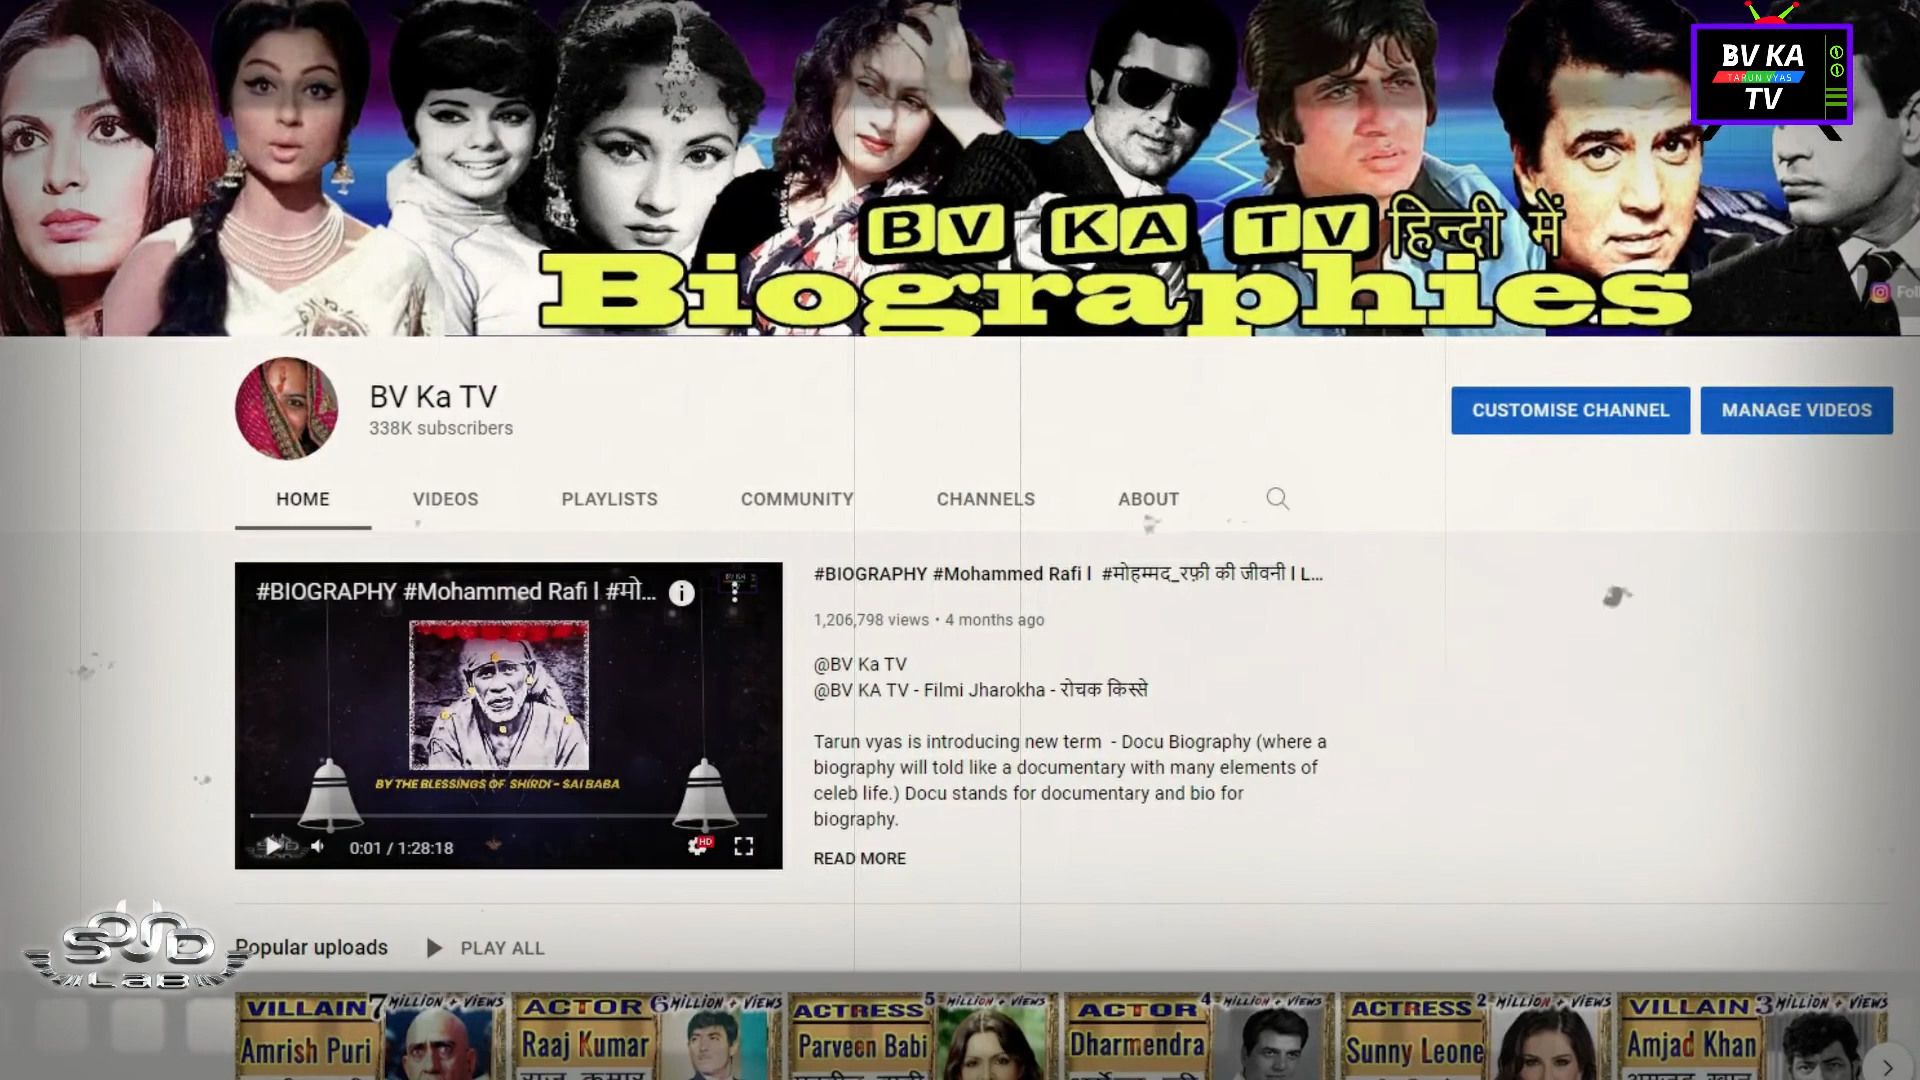 BV KA
TARUN VYAS
TV
BV KA TV हिन्दी में
Biographies
BV Ka TV
338K subscribers
CUSTOMISE CHANNEL
MANAGE VIDEOS
HOME
VIDEOS
PLAYLISTS
COMMUNITY
CHANNELS
ABOUT
#BIOGRAPHY #Mohammed Rafi l #मो...
BY THE BLESSINGS OF SHIRDI - SAI BABA
0:01 / 1:28:18
HD
#BIOGRAPHY #Mohammed Rafi l #मोहम्मद_रफ़ी की जीवनी l L...
1,206,798 views • 4 months ago
@BV Ka TV
@BV KA TV - Filmi Jharokha - रोचक किस्से
Tarun vyas is introducing new term - Docu Biography (where a
biography will told like a documentary with many elements of
celeb life.) Docu stands for documentary and bio for
biography.
READ MORE
SOUND
LAB
Popular uploads
PLAY ALL
VILLAIN 7 MILLION + VIEWS
Amrish Puri
ACTOR 6 MILLION + VIEWS
Raaj Kumar
राज कुमार
ACTRESS 5 MILLION + VIEWS
Parveen Babi
ACTOR 4 MILLION + VIEWS
Dharmendra
ACTRESS 2 MILLION + VIEWS
Sunny Leone
VILLAIN 3 MILLION + VIEWS
Amjad Khan